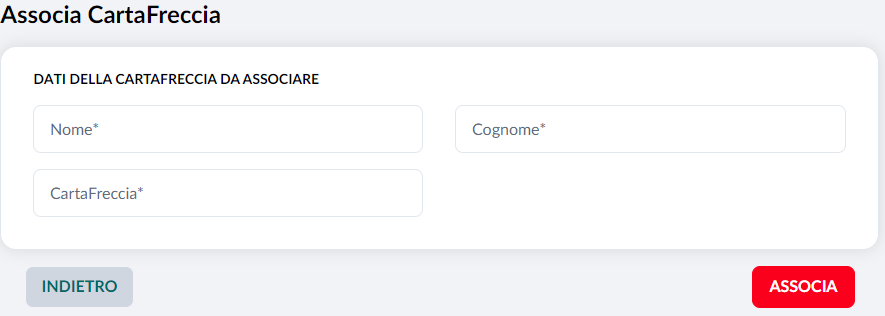 Associa CartaFreccia
DATI DELLA CARTAFRECCIA DA ASSOCIARE
Nome*
Cognome*
CartaFreccia*
INDIETRO
ASSOCIA